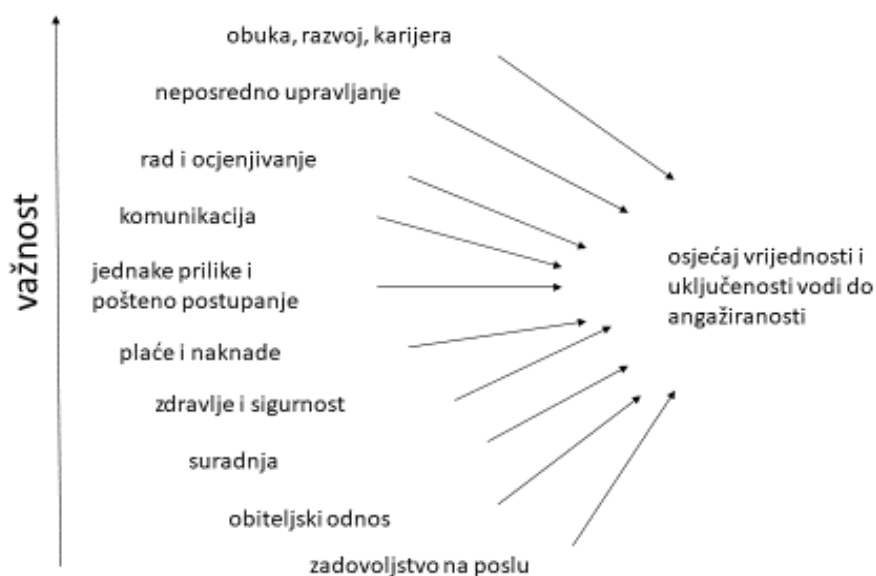 obuka, razvoj, karijera
neposredno upravljanje
rad i ocjenjivanje
komunikacija
jednake prilike i
pošteno postupanje
plaće i naknade
zdravlje i sigurnost
suradnja
obiteljski odnos
zadovoljstvo na poslu
važnost
osjećaj vrijednosti i
uključenosti vodi do
angažiranosti